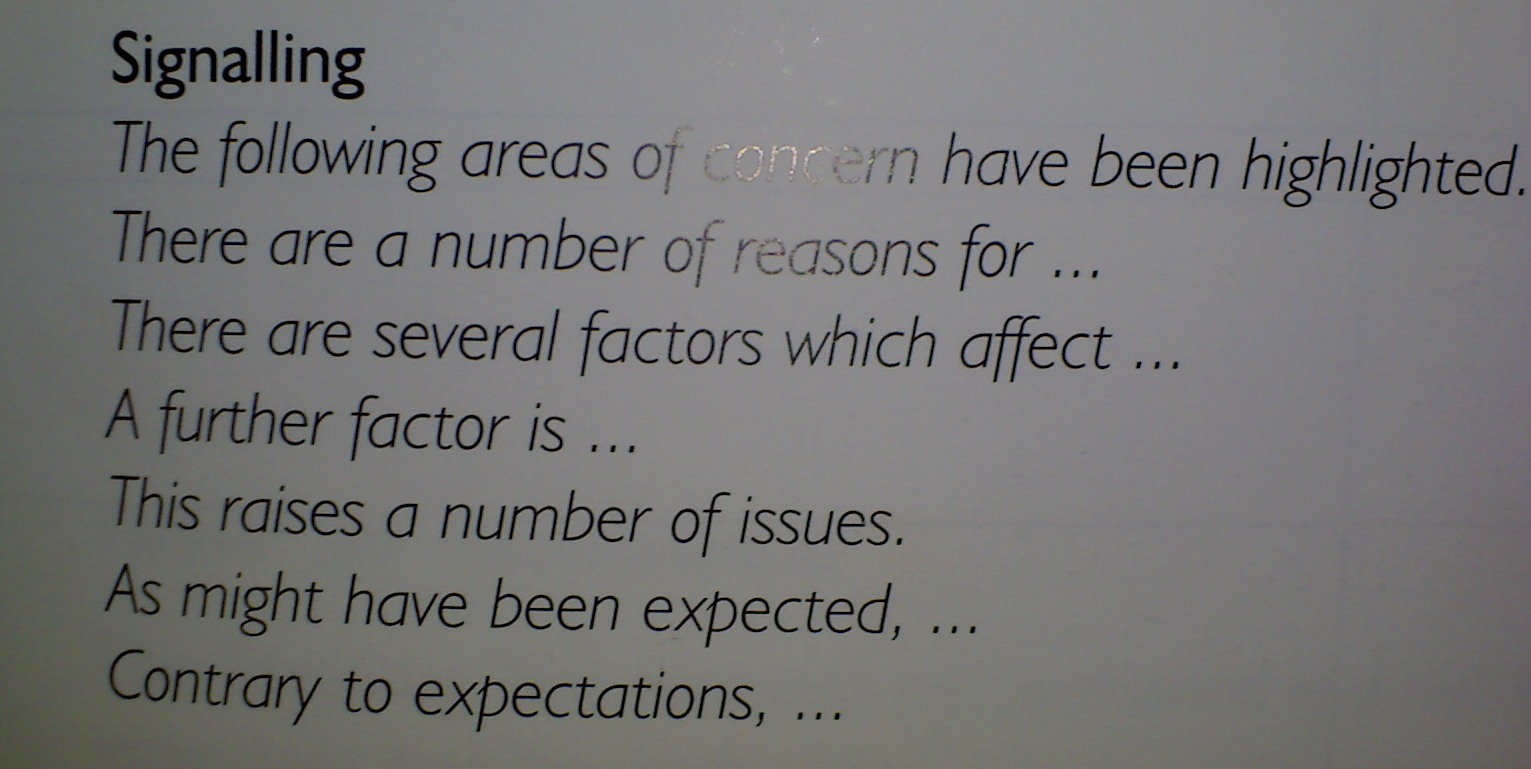 Signalling
The following areas of concern have been highlighted.
There are a number of reasons for ...
There are several factors which affect ...
A further factor is ...
This raises a number of issues.
As might have been expected, ...
Contrary to expectations, ...